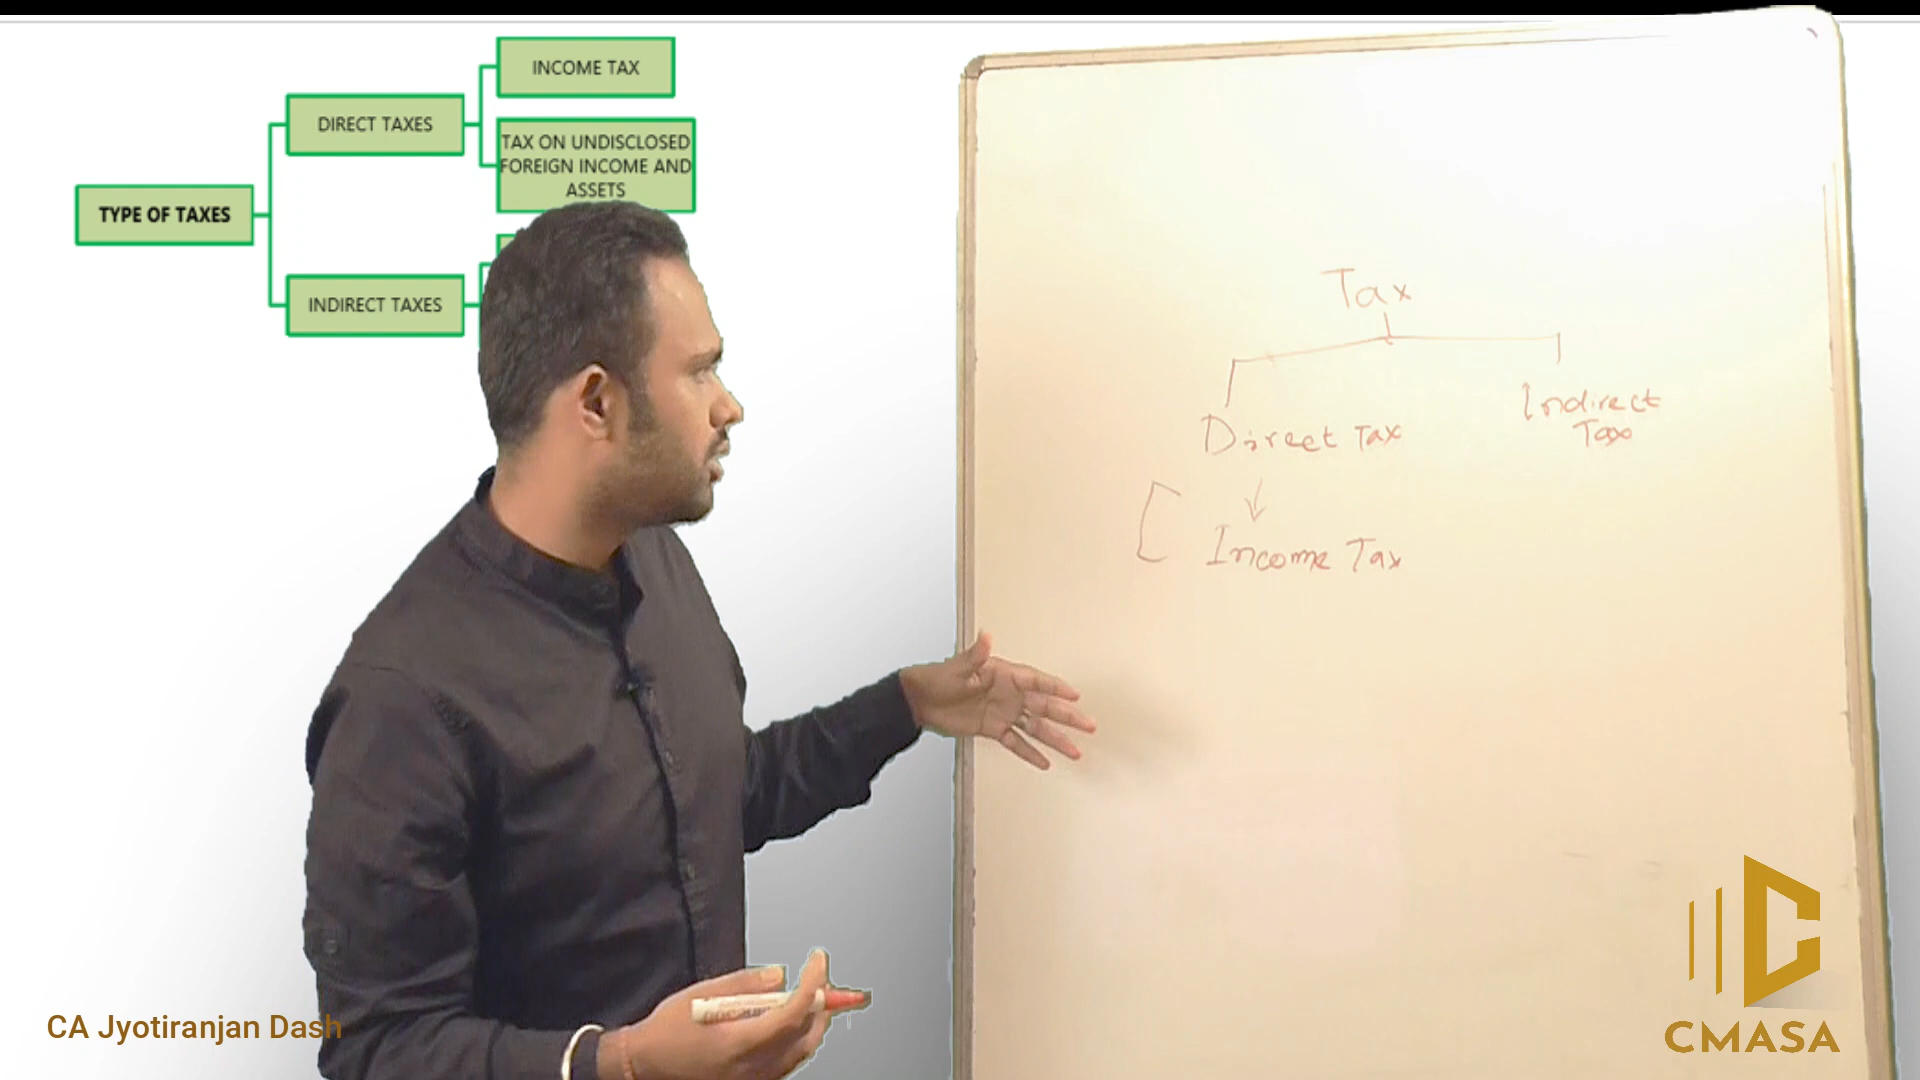 INCOME TAX
DIRECT TAXES
TAX ON UNDISCLOSED
FOREIGN INCOME AND
ASSETS
TYPE OF TAXES
INDIRECT TAXES
Tax
Direct Tax
Indirect
Tax
Income Tax
CA Jyotiranjan Dash
CMASA